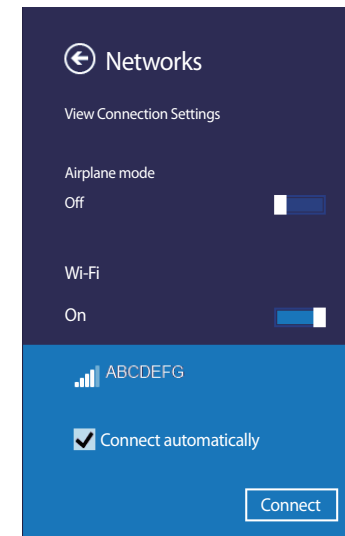 Networks
View Connection Settings
Airplane mode
Off
Wi-Fi
On
ABCDEFG
Connect automatically
Connect